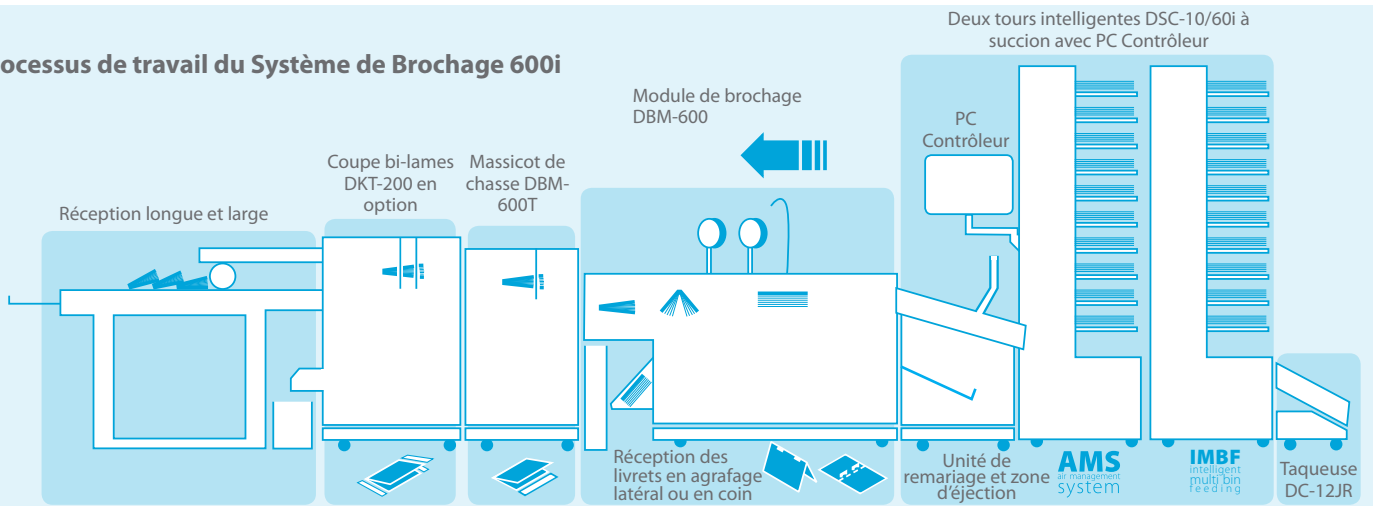 Deux tours intelligentes DSC-10/60i à
succion avec PC Contrôleur
ocessus de travail du Système de Brochage 600i
Module de brochage
DBM-600
PC
Contrôleur
Coupe bi-lames
DKT-200 en
option
Massicot de
chasse DBM-
600T
Réception longue et large
Réception des
livrets en agrafage
latéral ou en coin
Unité de
remariage et zone
d'éjection
AMS
air management
system
IMBF
intelligent
multi bin
feeding
Taqueuse
DC-12JR